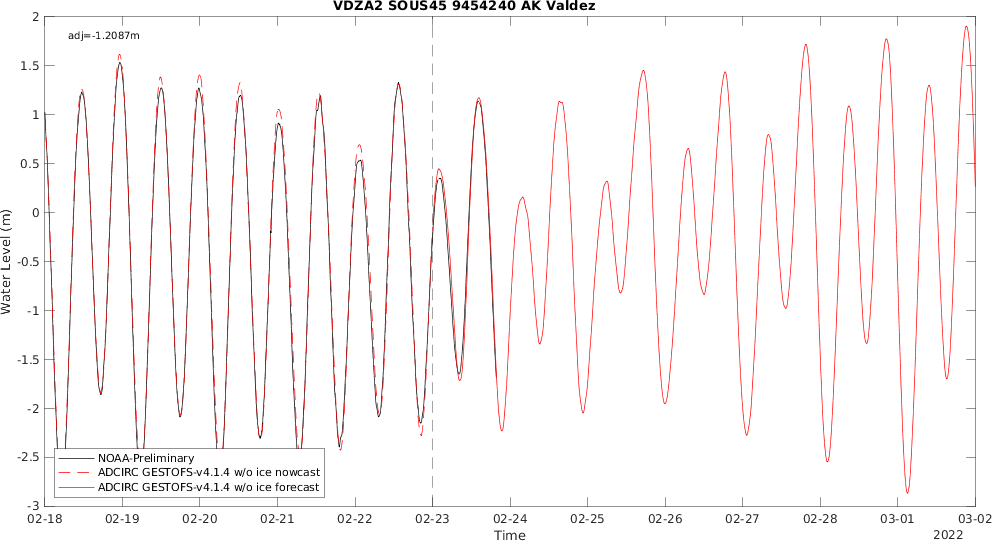 VDZA2 SOUS45 9454240 AK Valdez
adj=-1.2087m
2
1.5
1
0.5
0
-0.5
-1
-1.5
-2
-2.5
-3
Water Level (m)
NOAA-Preliminary
ADCIRC GESTOFS-v4.1.4 w/o ice nowcast
ADCIRC GESTOFS-v4.1.4 w/o ice forecast
02-18 02-19 02-20 02-21 02-22 02-23 02-24 02-25 02-26 02-27 02-28 03-01 03-02
Time
2022